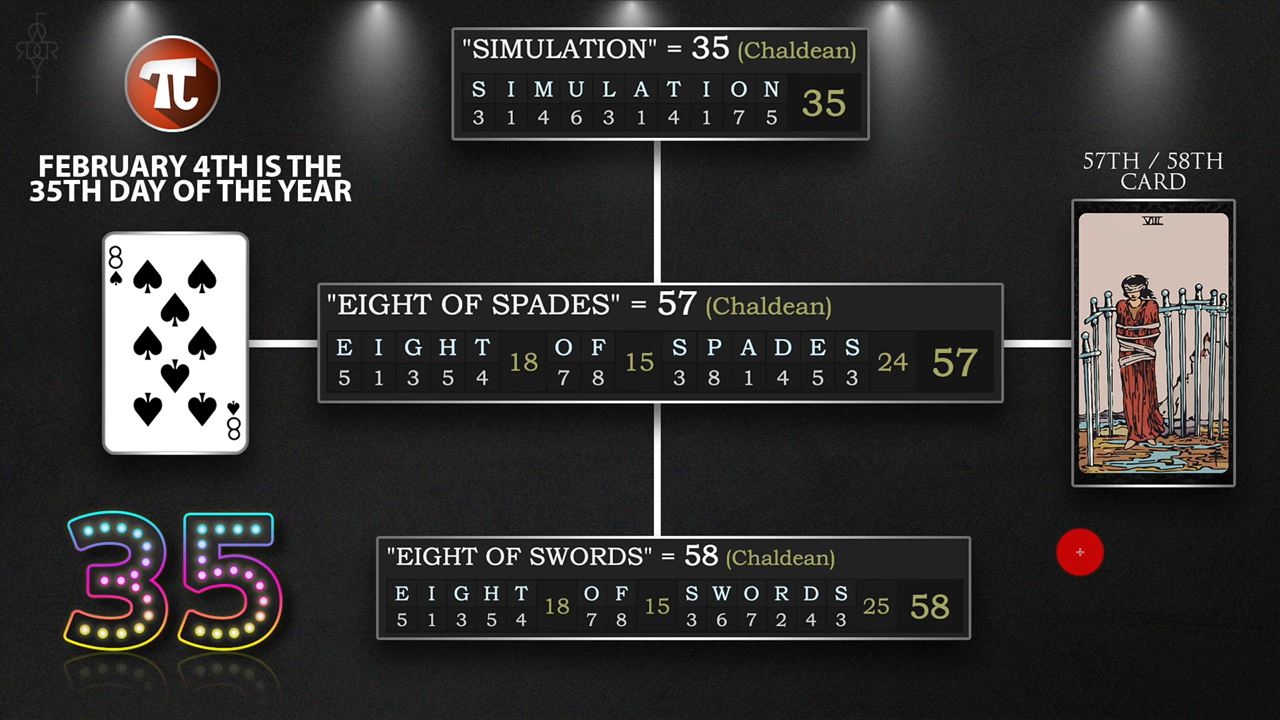 "SIMULATION" = 35 (Chaldean)
S I M U L A T I O N
3 1 4 6 3 1 4 1 7 5 35
π
FEBRUARY 4TH IS THE
35TH DAY OF THE YEAR
57TH / 58TH
CARD
VIII
8
8
"EIGHT OF SPADES" = 57 (Chaldean)
E I G H T 18 O F 15 S P A D E S 24 57
5 1 3 5 4 7 8 3 8 1 4 5 3
35
"EIGHT OF SWORDS" = 58 (Chaldean)
E I G H T 18 O F 15 S W O R D S 25 58
5 1 3 5 4 7 8 3 6 7 2 4 3